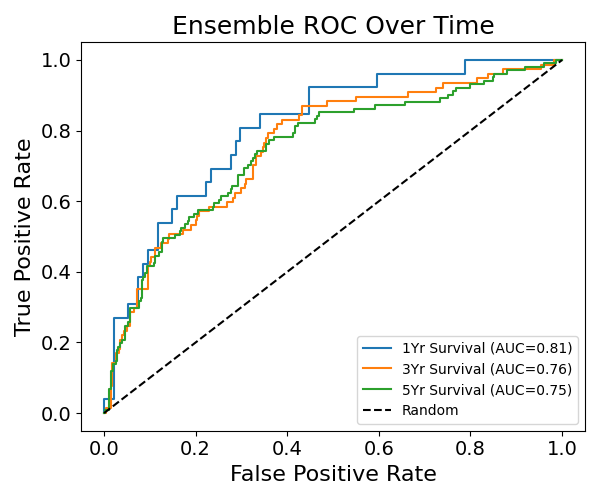 Ensemble ROC Over Time
True Positive Rate
1.0
0.8
0.6
0.4
0.2
0.0
0.0 0.2 0.4 0.6 0.8 1.0
False Positive Rate
1Yr Survival (AUC=0.81)
3Yr Survival (AUC=0.76)
5Yr Survival (AUC=0.75)
Random